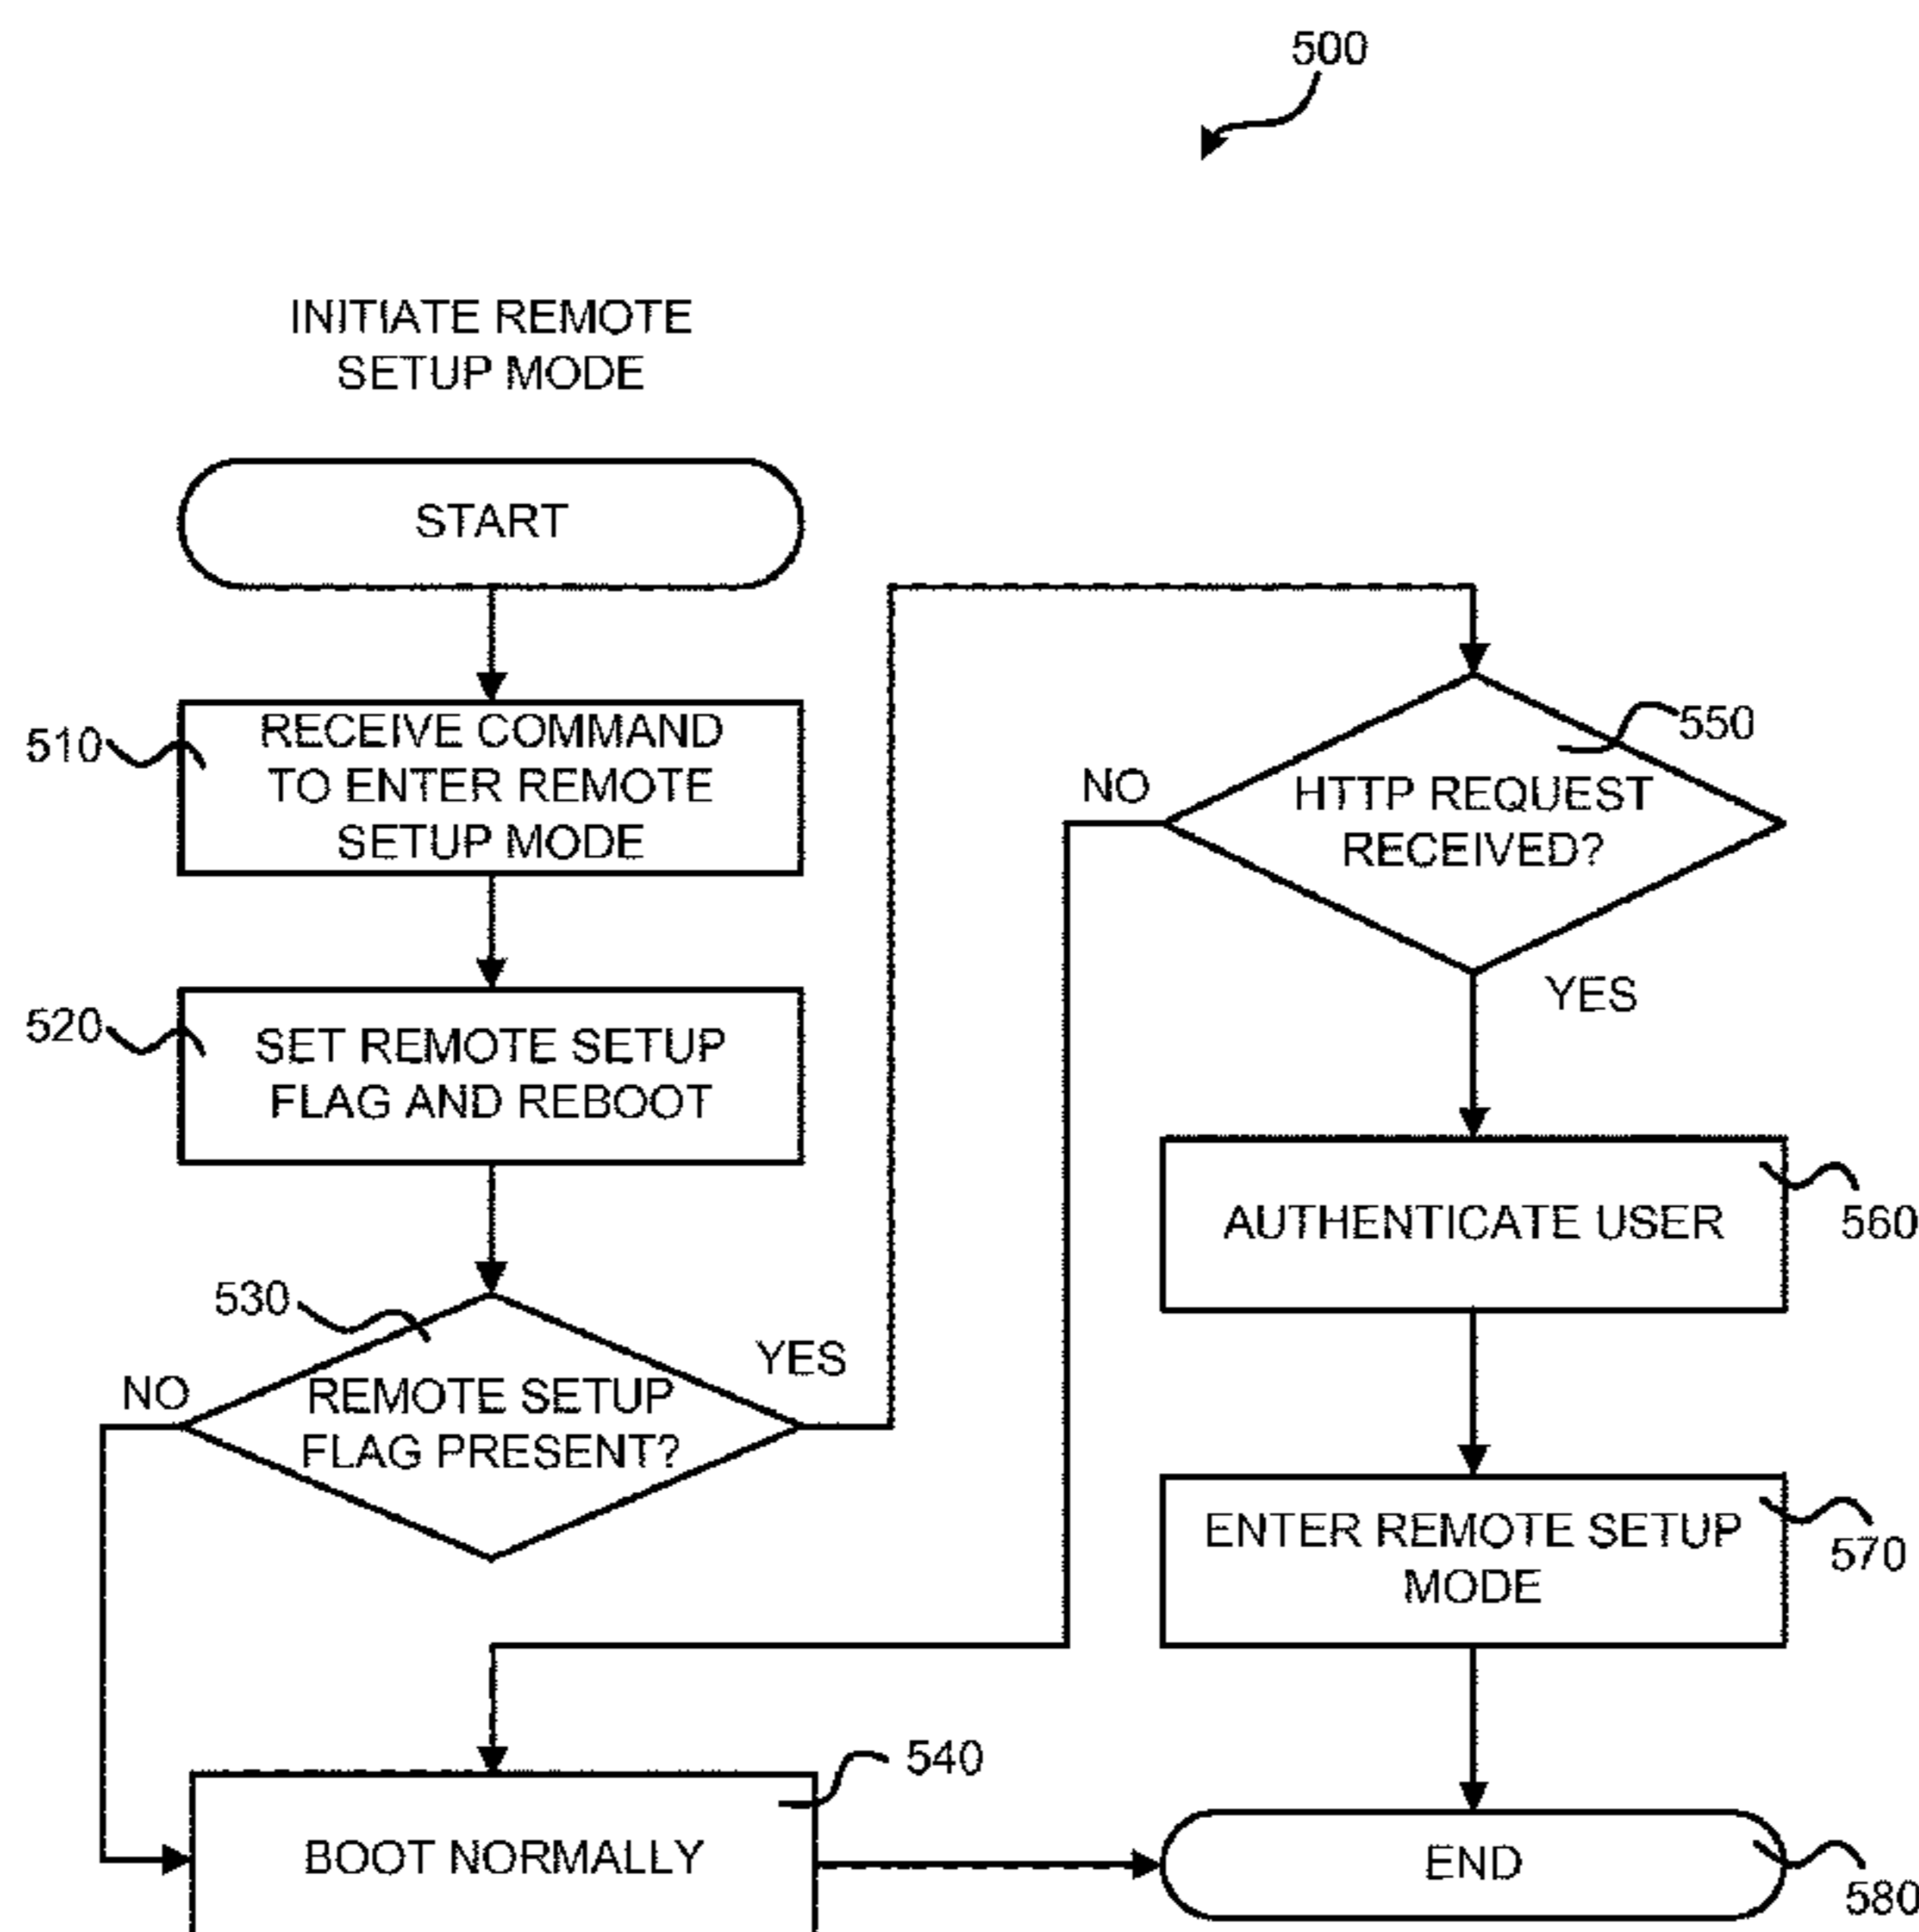 500
INITIATE REMOTE
SETUP MODE
START
510
RECEIVE COMMAND
TO ENTER REMOTE
SETUP MODE
520
SET REMOTE SETUP
FLAG AND REBOOT
530
NO
REMOTE SETUP
FLAG PRESENT?
YES
540
BOOT NORMALLY
550
NO
HTTP REQUEST
RECEIVED?
YES
560
AUTHENTICATE USER
570
ENTER REMOTE SETUP
MODE
END
580